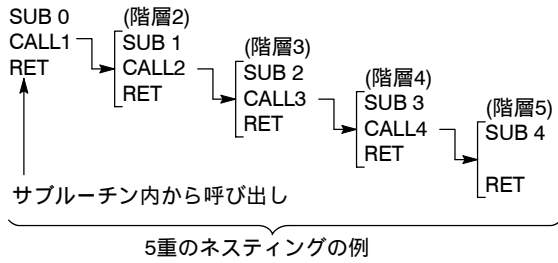 SUB 0
CALL1
RET
(階層2)
SUB 1
CALL2
RET
(階層3)
SUB 2
CALL3
RET
(階層4)
SUB 3
CALL4
RET
(階層5)
SUB 4
RET
サブルーチン内から呼び出し
5重のネスティングの例